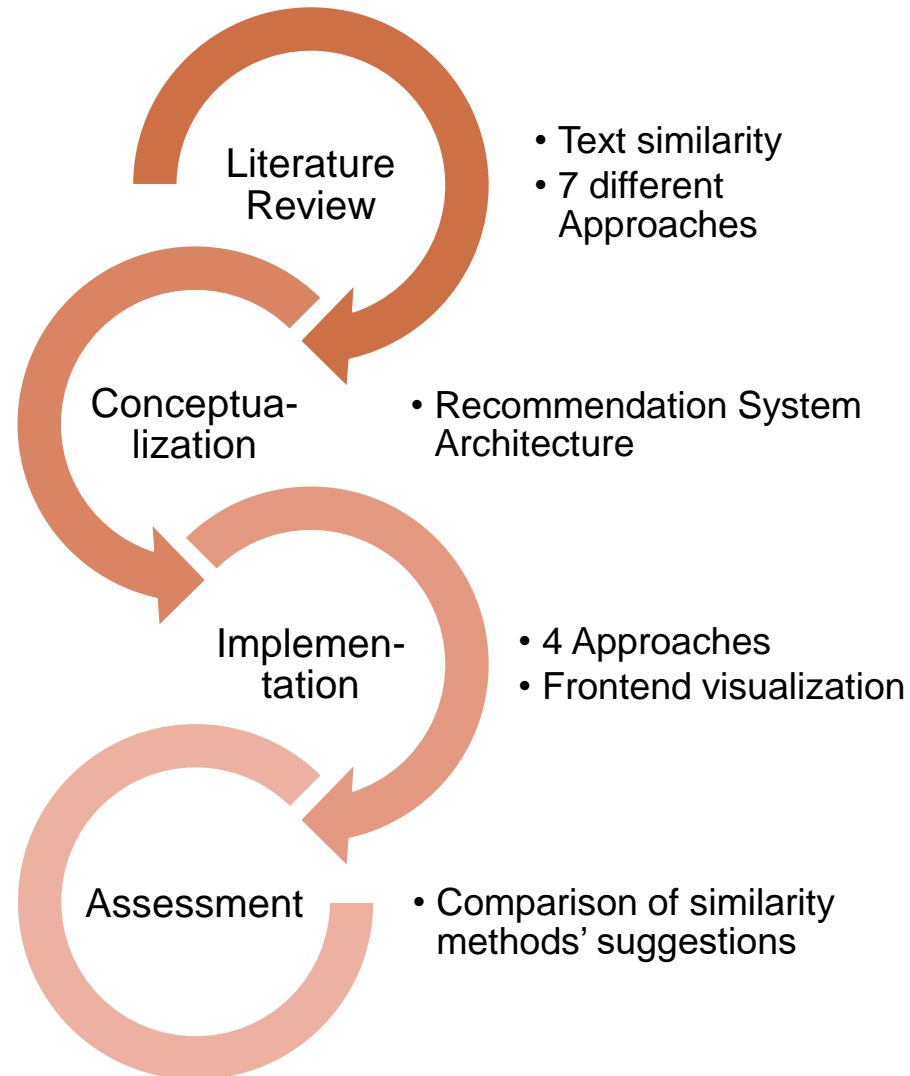 Literature
Review
• Text similarity
• 7 different
Approaches
Conceptua-
lization
• Recommendation System
Architecture
Implemen-
tation
• 4 Approaches
• Frontend visualization
Assessment
• Comparison of similarity
methods’ suggestions